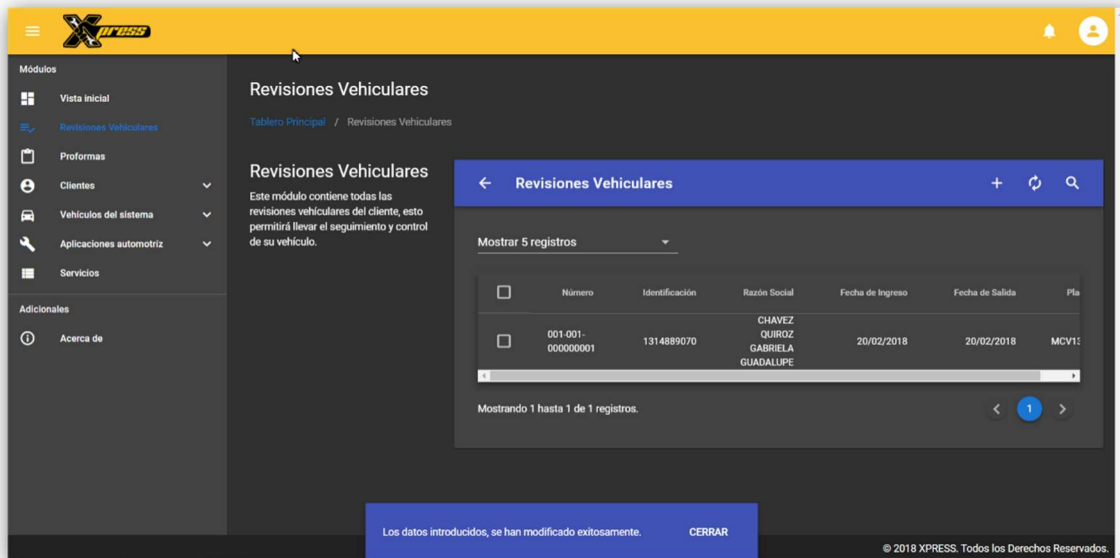 Xpress
Módulos
Vista inicial
Revisiones Vehiculares
Proformas
Clientes
Vehículos del sistema
Aplicaciones automotríz
Servicios
Adicionales
Acerca de
Revisiones Vehiculares
Tablero Principal / Revisiones Vehiculares
Revisiones Vehiculares
Este módulo contiene todas las
revisiones vehículares del cliente, esto
permitirá llevar el seguimiento y control
de su vehículo.
Revisiones Vehiculares
Mostrar 5 registros
Número Identificación Razón Social Fecha de Ingreso Fecha de Salida Pla
001-001-
000000001
1314889070
CHAVEZ
QUIROZ
GABRIELA
GUADALUPE
20/02/2018 20/02/2018 MCV13
Mostrando 1 hasta 1 de 1 registros.
1
Los datos introducidos, se han modificado exitosamente. CERRAR
© 2018 XPRESS. Todos los Derechos Reservados.